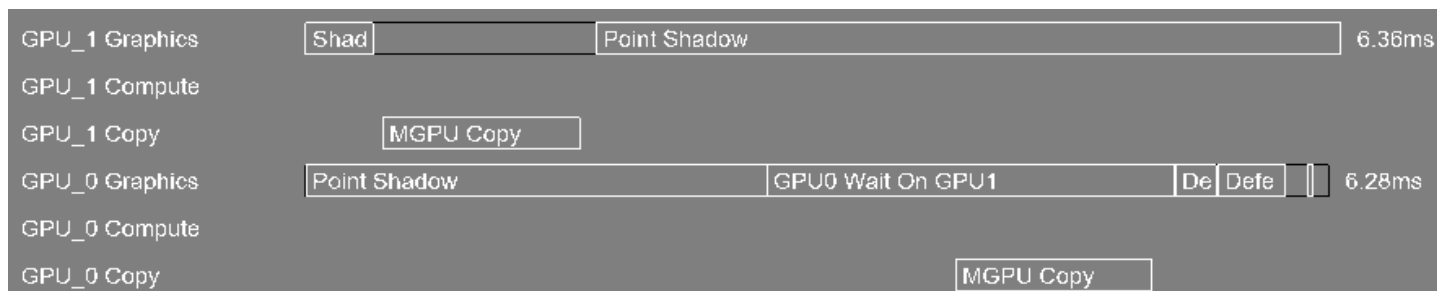 GPU_1 Graphics Shad Point Shadow 6.36ms
GPU_1 Compute
GPU_1 Copy MGPU Copy
GPU_0 Graphics Point Shadow GPU0 Wait On GPU1 De Defe 6.28ms
GPU_0 Compute
GPU_0 Copy MGPU Copy